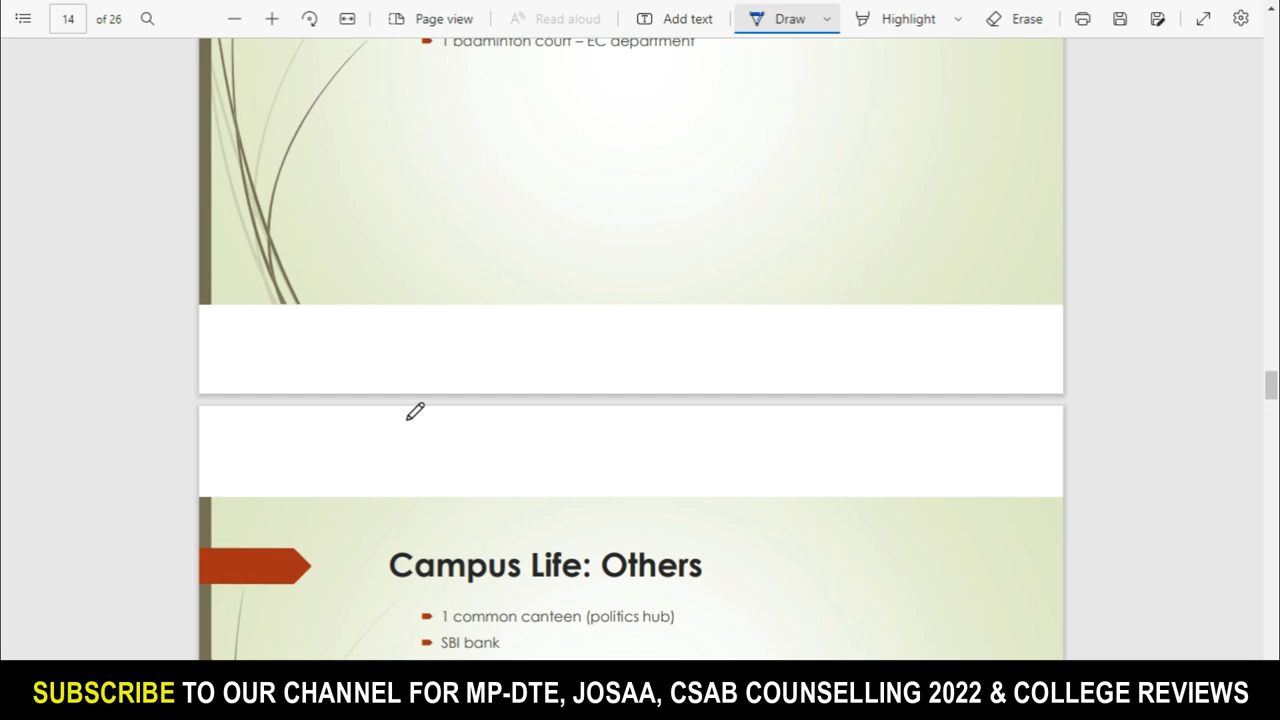 14 of 26 Page view Read aloud Add text Draw Highlight Erase
1 badminton court – EC department
Campus Life: Others
1 common canteen (politics hub)
SBI bank
SUBSCRIBE TO OUR CHANNEL FOR MP-DTE, JOSAA, CSAB COUNSELLING 2022 & COLLEGE REVIEWS